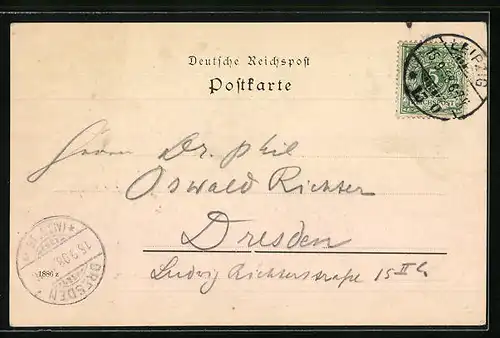 Deutsche Reichspost
Postkarte
LEIPZIG
Herrn Dr. phil
Oswald Richter
Dresden
Ludwig Richterstraße 15 II
DRESDEN